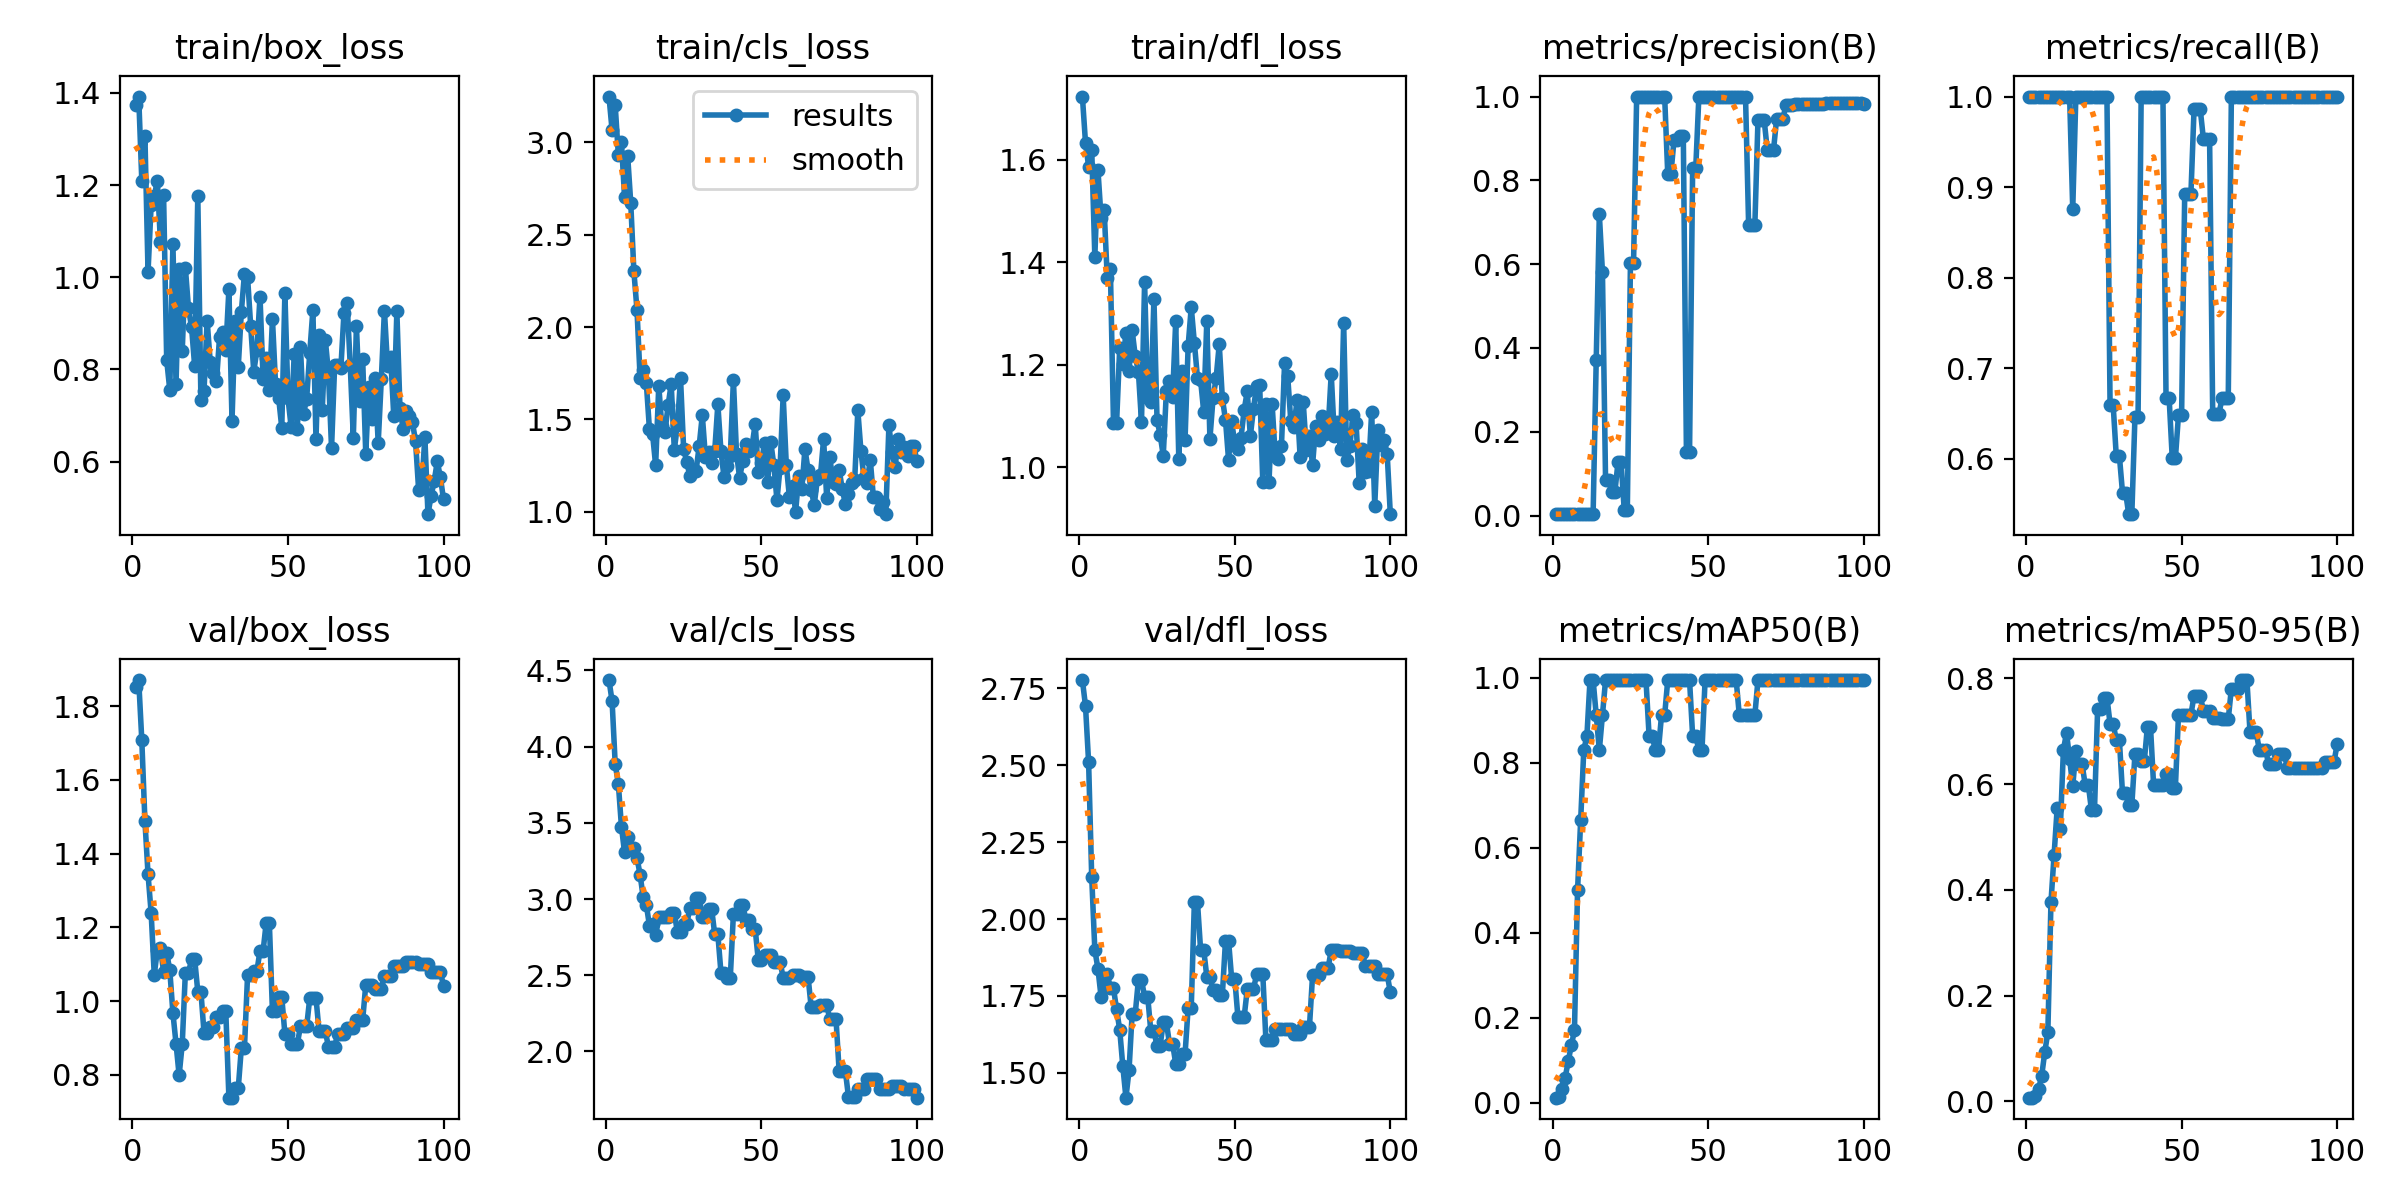 train/box_loss
1.4
1.2
1.0
0.8
0.6
0 50 100
train/cls_loss
results
smooth
3.0
2.5
2.0
1.5
1.0
0 50 100
train/dfl_loss
1.6
1.4
1.2
1.0
0 50 100
metrics/precision(B)
1.0
0.8
0.6
0.4
0.2
0.0
0 50 100
metrics/recall(B)
1.0
0.9
0.8
0.7
0.6
0 50 100
val/box_loss
1.8
1.6
1.4
1.2
1.0
0.8
0 50 100
val/cls_loss
4.5
4.0
3.5
3.0
2.5
2.0
0 50 100
val/dfl_loss
2.75
2.50
2.25
2.00
1.75
1.50
0 50 100
metrics/mAP50(B)
1.0
0.8
0.6
0.4
0.2
0.0
0 50 100
metrics/mAP50-95(B)
0.8
0.6
0.4
0.2
0.0
0 50 100